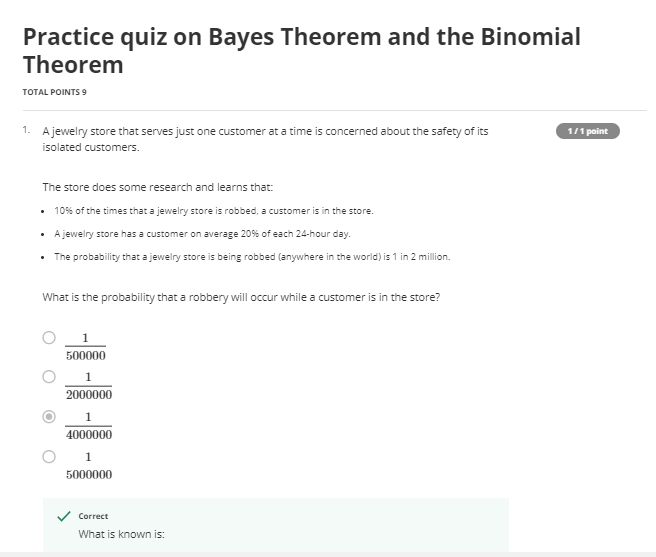 Practice quiz on Bayes Theorem and the Binomial
Theorem
TOTAL POINTS 9
1. A jewelry store that serves just one customer at a time is concerned about the safety of its
1 / 1 point
isolated customers.
The store does some research and learns that:
• 10% of the times that a jewelry store is robbed, a customer is in the store.
• A jewelry store has a customer on average 20% of each 24-hour day.
• The probability that a jewelry store is being robbed (anywhere in the world) is 1 in 2 million.
What is the probability that a robbery will occur while a customer is in the store?
1
500000
1
2000000
1
4000000
1
5000000
Correct
What is known is: